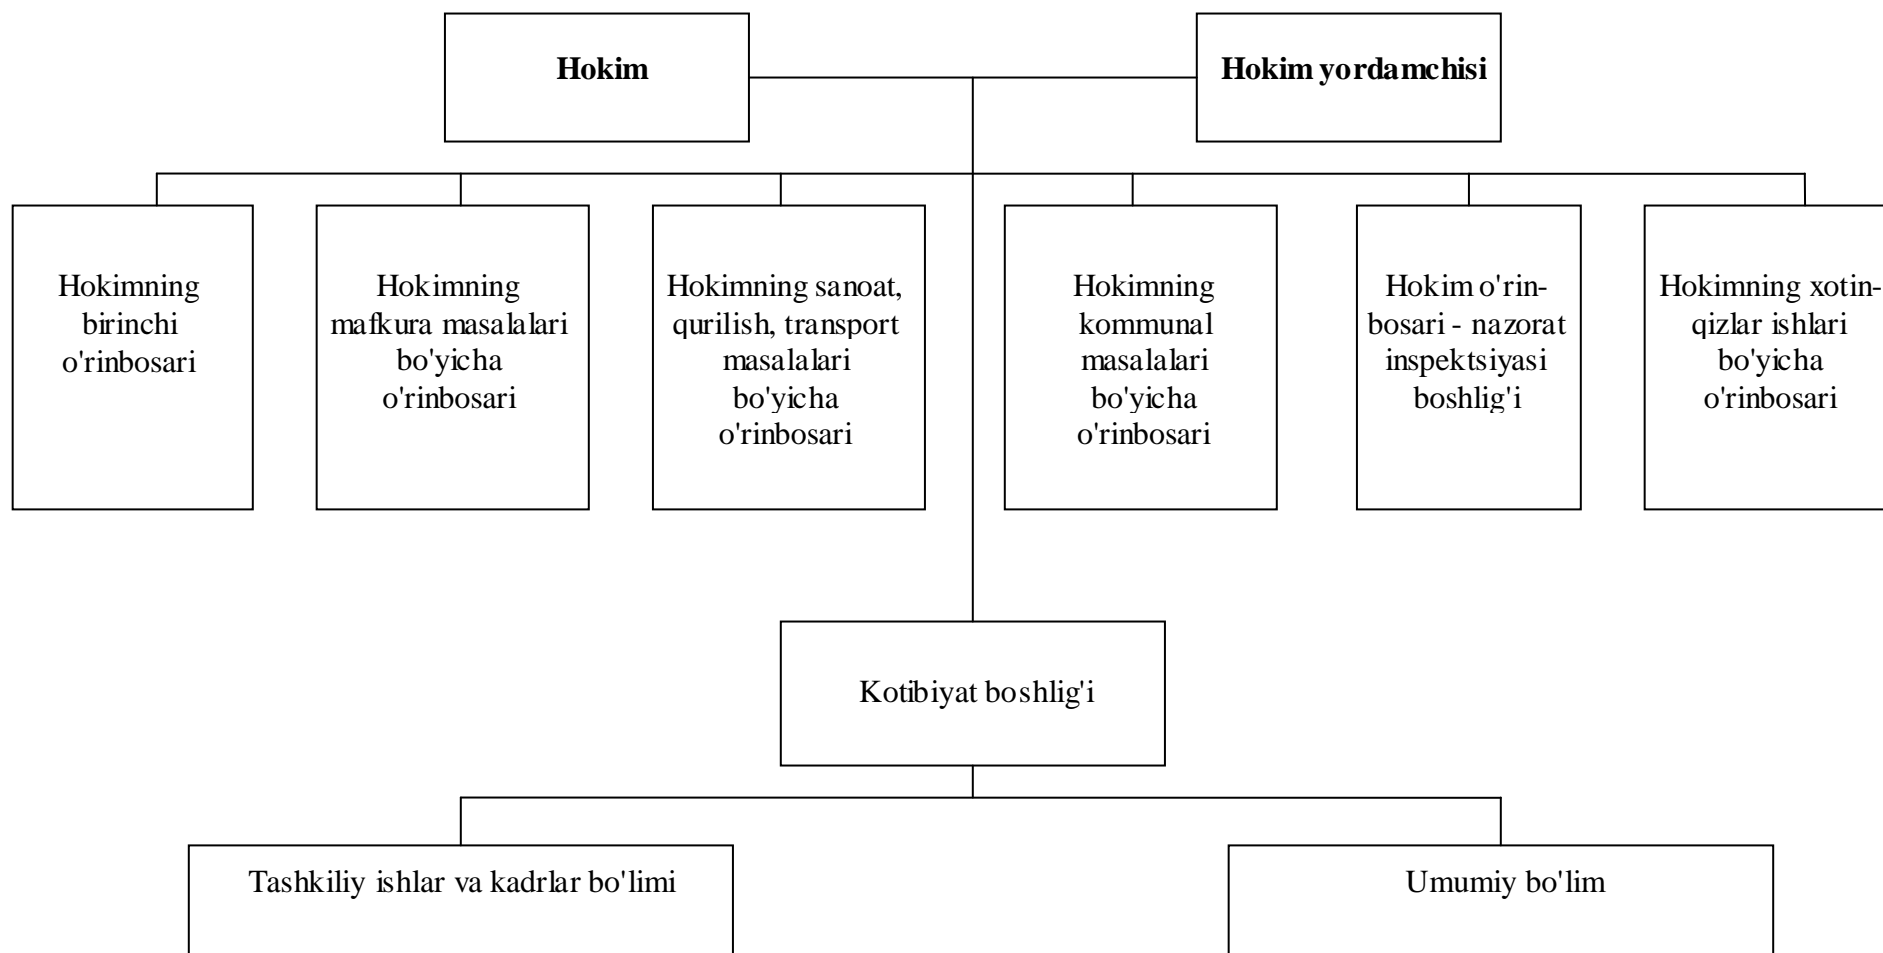 Hokim
Hokim yordamchisi
Hokimning
birinchi
o'rinbosari
Hokimning
mafkura masalalari
bo'yicha
o'rinbosari
Hokimning sanoat,
qurilish, transport
masalalari
bo'yicha
o'rinbosari
Hokimning
kommunal
masalalari
bo'yicha
o'rinbosari
Hokim o'rin-
bosari - nazorat
inspektsiyasi
boshlig'i
Hokimning xotin-
qizlar ishlari
bo'yicha
o'rinbosari
Kotibiyat boshlig'i
Tashkiliy ishlar va kadrlar bo'limi
Umumiy bo'lim